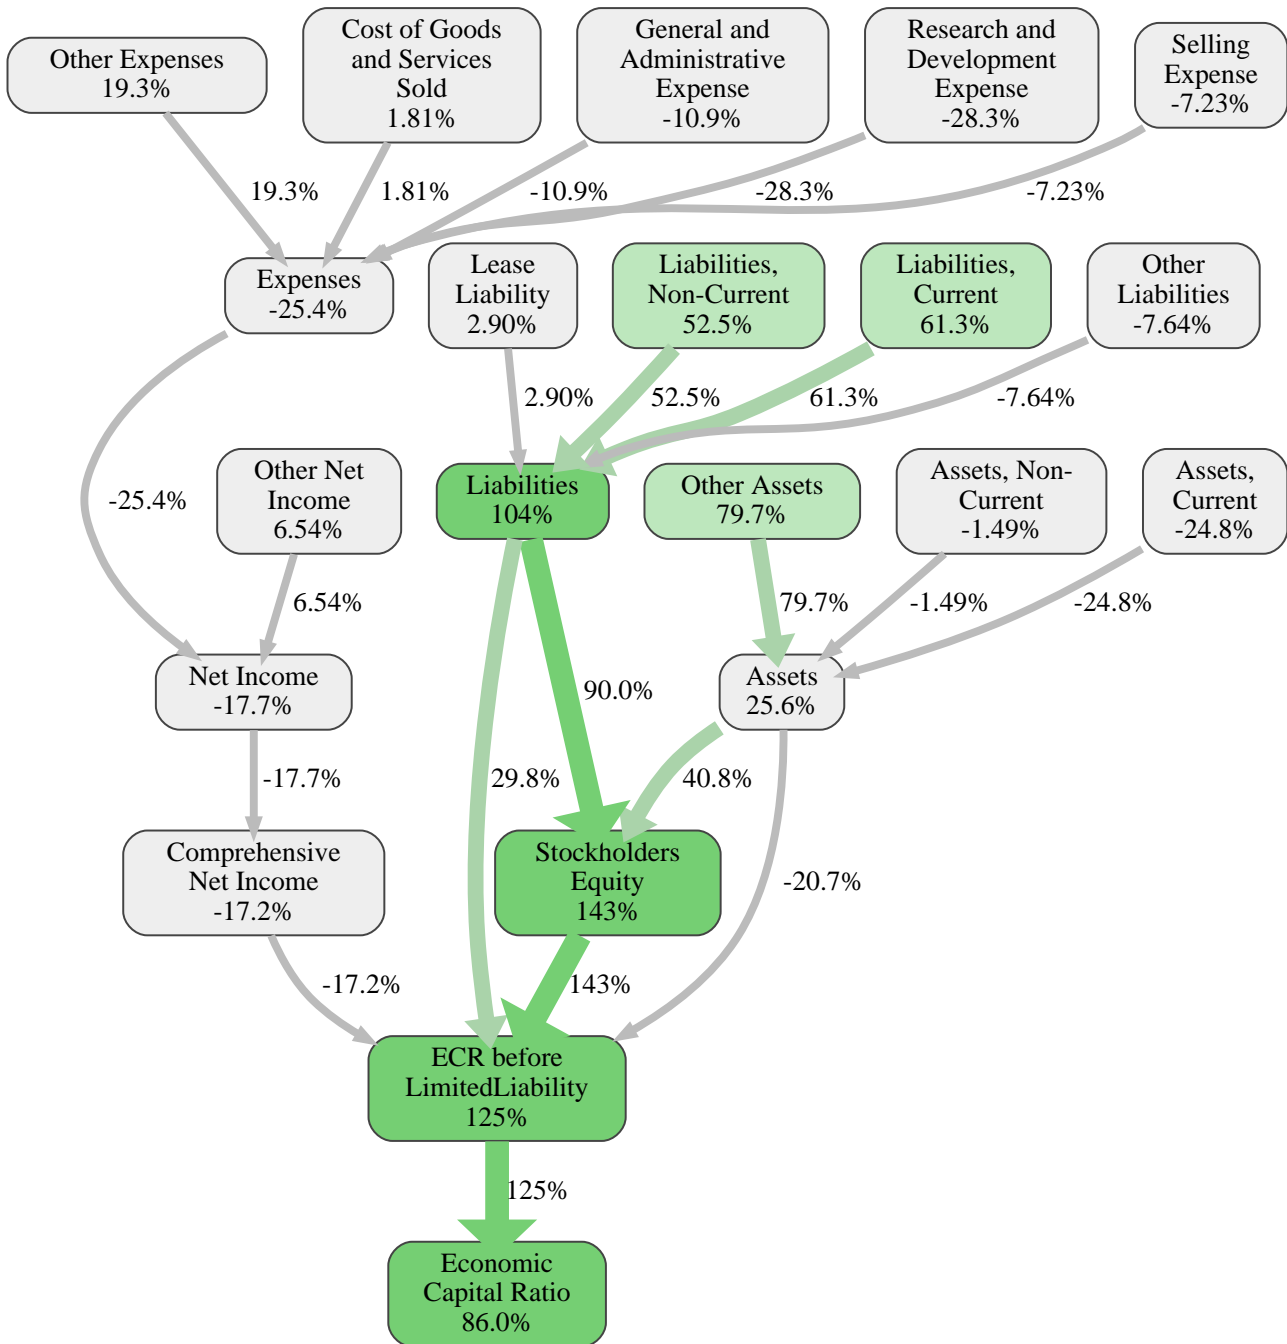 Other Expenses
19.3%
Cost of Goods
and Services
Sold
1.81%
General and
Administrative
Expense
-10.9%
Research and
Development
Expense
-28.3%
Selling
Expense
-7.23%
19.3%
1.81%
-10.9%
-28.3%
-7.23%
Expenses
-25.4%
Lease
Liability
2.90%
Liabilities,
Non-Current
52.5%
Liabilities,
Current
61.3%
Other
Liabilities
-7.64%
2.90%
52.5%
61.3%
-7.64%
-25.4%
Other Net
Income
6.54%
Liabilities
104%
Other Assets
79.7%
Assets, Non-
Current
-1.49%
Assets,
Current
-24.8%
6.54%
79.7%
-1.49%
-24.8%
Net Income
-17.7%
90.0%
Assets
25.6%
-17.7%
29.8%
40.8%
Comprehensive
Net Income
-17.2%
Stockholders
Equity
143%
-20.7%
-17.2%
143%
ECR before
LimitedLiability
125%
125%
Economic
Capital Ratio
86.0%